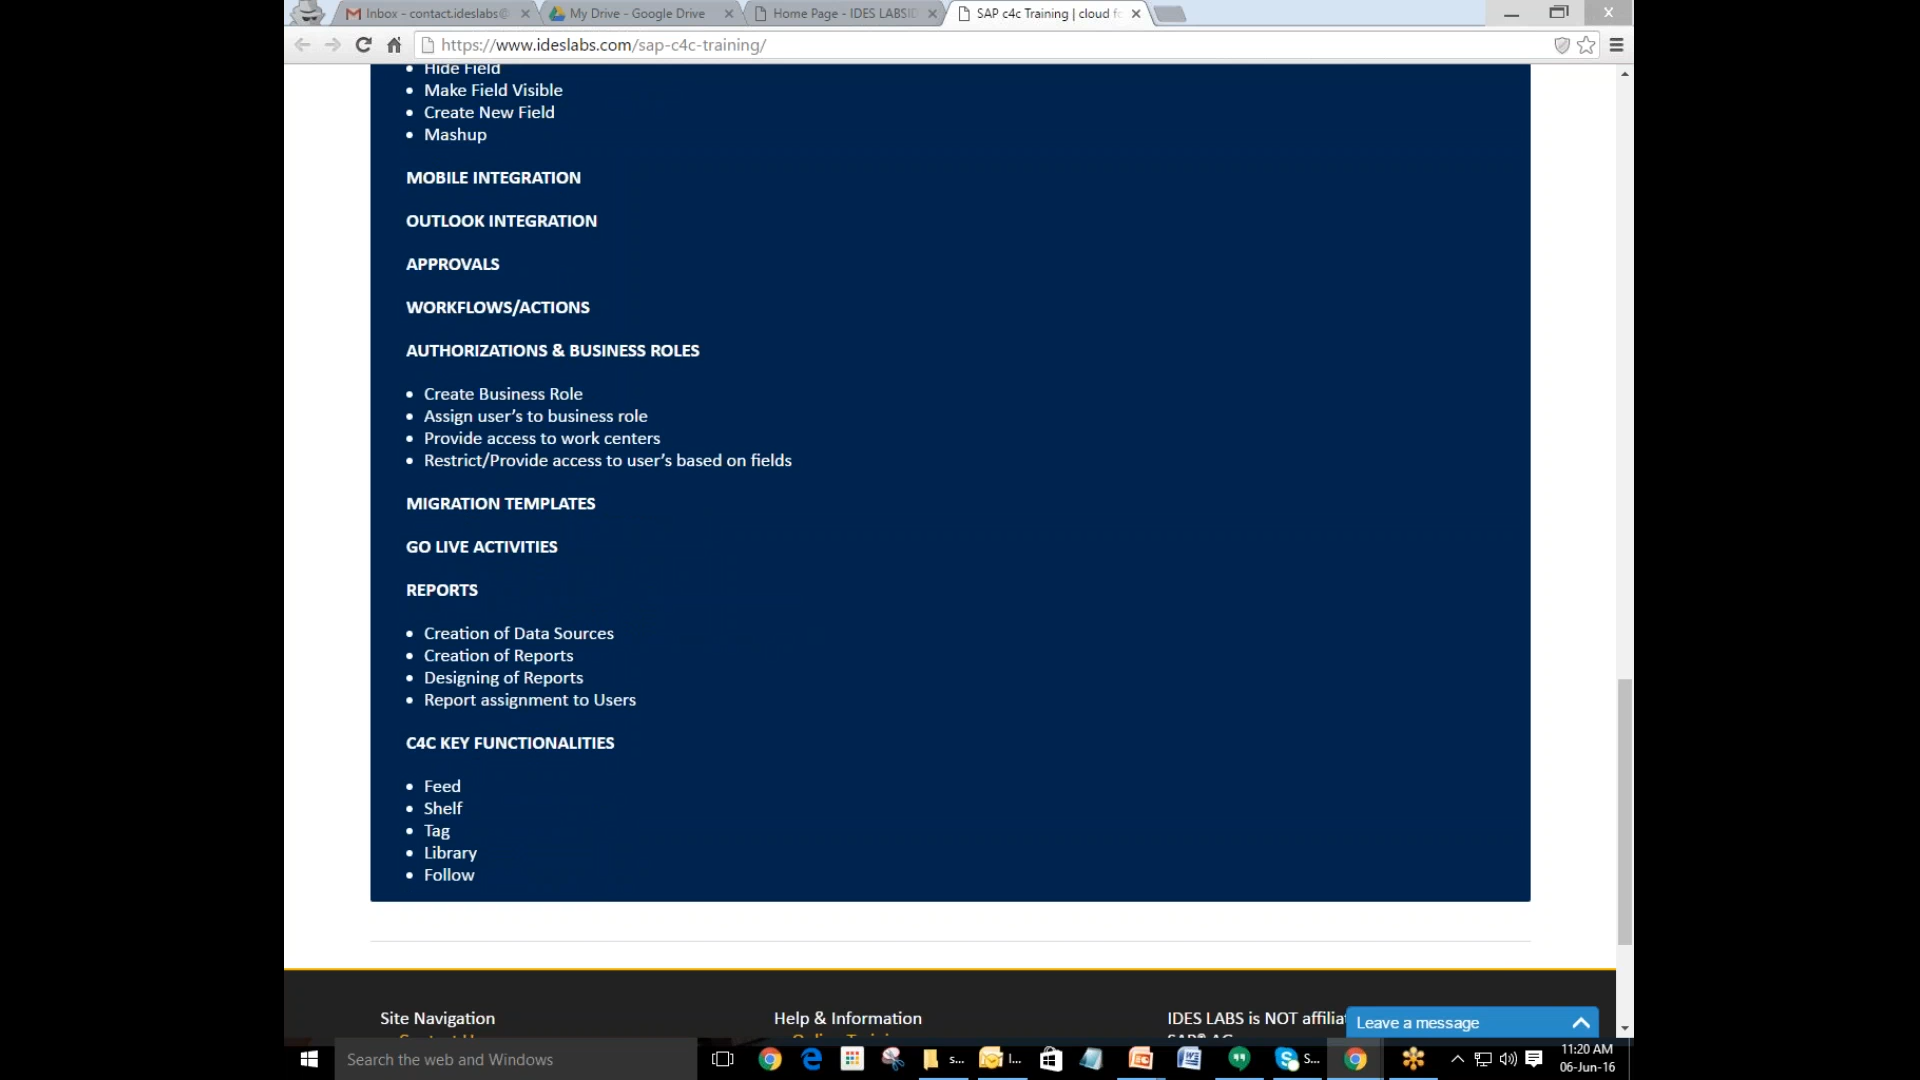 Inbox - contact.ideslabs@
My Drive - Google Drive
Home Page - IDES LABSID
SAP c4c Training | cloud fo
https://www.ideslabs.com/sap-c4c-training/
Hide Field
Make Field Visible
Create New Field
Mashup
MOBILE INTEGRATION
OUTLOOK INTEGRATION
APPROVALS
WORKFLOWS/ACTIONS
AUTHORIZATIONS & BUSINESS ROLES
Create Business Role
Assign user’s to business role
Provide access to work centers
Restrict/Provide access to user’s based on fields
MIGRATION TEMPLATES
GO LIVE ACTIVITIES
REPORTS
Creation of Data Sources
Creation of Reports
Designing of Reports
Report assignment to Users
C4C KEY FUNCTIONALITIES
Feed
Shelf
Tag
Library
Follow
Site Navigation
Help & Information
IDES LABS is NOT affilia
Leave a message
Search the web and Windows
s...
I...
S...
11:20 AM
06-Jun-16